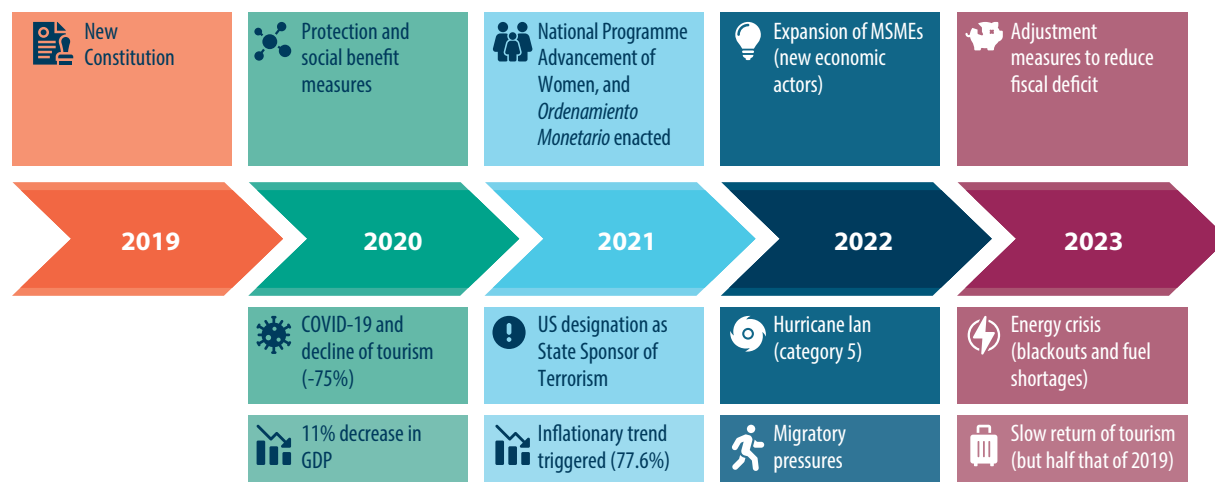 New
Constitution
Protection and
social benefit
measures
National Programme
Advancement of
Women, and
Ordenamiento
Monetario enacted
Expansion of MSMEs
(new economic
actors)
Adjustment
measures to reduce
fiscal deficit
2019
2020
2021
2022
2023
COVID-19 and
decline of tourism
(-75%)
US designation as
State Sponsor of
Terrorism
Hurricane Ian
(category 5)
Energy crisis
(blackouts and fuel
shortages)
11% decrease in
GDP
Inflationary trend
triggered (77.6%)
Migratory
pressures
Slow return of tourism
(but half that of 2019)